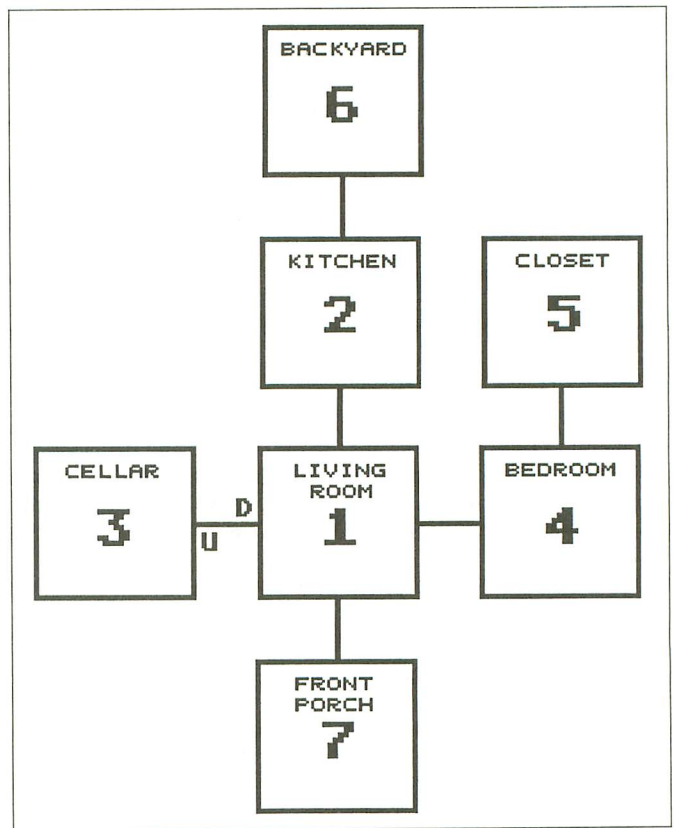 BACKYARD
6
KITCHEN
2
CLOSET
5
CELLAR
3
D
U
LIVING
ROOM
1
BEDROOM
4
FRONT
PORCH
7